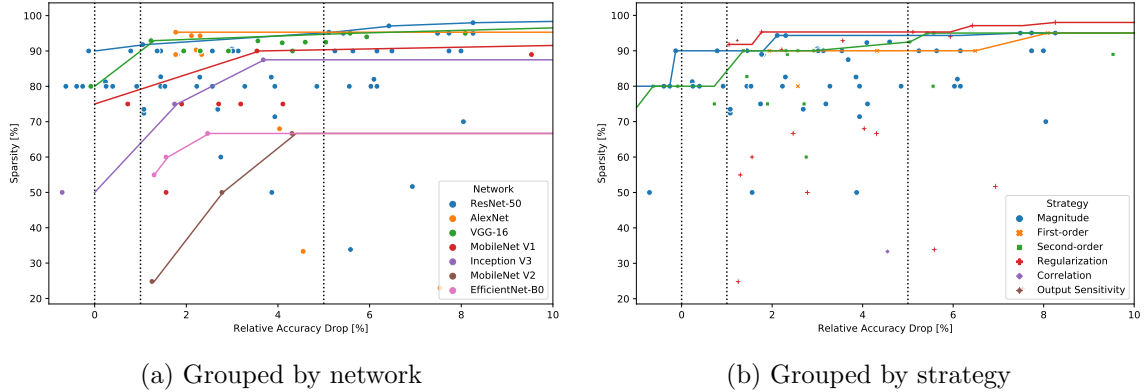 100
90
80
70
60
50
40
30
20
Sparsity [%]
0
2
4
6
8
10
Relative Accuracy Drop [%]
Network
ResNet-50
AlexNet
VGG-16
MobileNet V1
Inception V3
MobileNet V2
EfficientNet-B0
(a) Grouped by network
100
90
80
70
60
50
40
30
20
Sparsity [%]
0
2
4
6
8
10
Relative Accuracy Drop [%]
Strategy
Magnitude
First-order
Second-order
Regularization
Correlation
Output Sensitivity
(b) Grouped by strategy